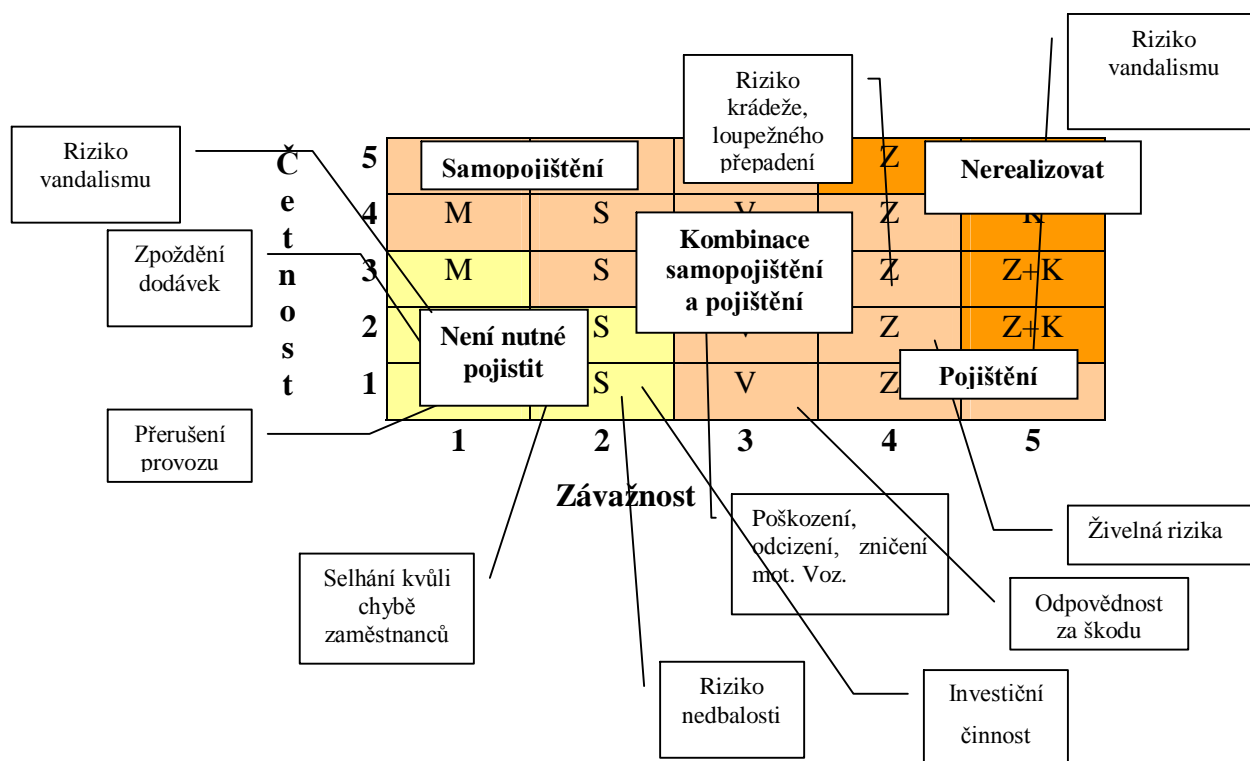 Riziko
vandalismu
Riziko
krádeže,
loupežného
přepadení
Riziko
vandalismu
Četnost
5
Samopojištění
Z
Nerealizovat
4
M
S
V
Z
K
Zpoždění
dodávek
3
M
S
Kombinace
samopojištění
a pojištění
Z
Z+K
2
Není nutné
pojistit
S
Z
Z+K
1
S
V
Z
Pojištění
Přerušení
provozu
1
2
3
4
5
Závažnost
Poškození,
odcizení, zničení
mot. Voz.
Živelná rizika
Selhání kvůli
chybě
zaměstnanců
Odpovědnost
za škodu
Riziko
nedbalosti
Investiční
činnost